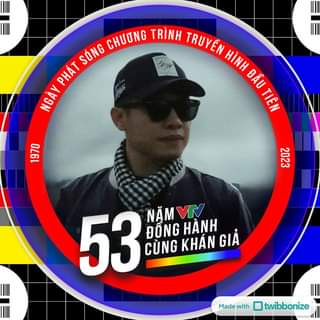 NGÀY PHÁT SÓNG CHƯƠNG TRÌNH TRUYỀN HÌNH ĐẦU TIÊN
1970
2023
53 NĂM VTV
ĐỒNG HÀNH
CÙNG KHÁN GIẢ
Made with twibbonize